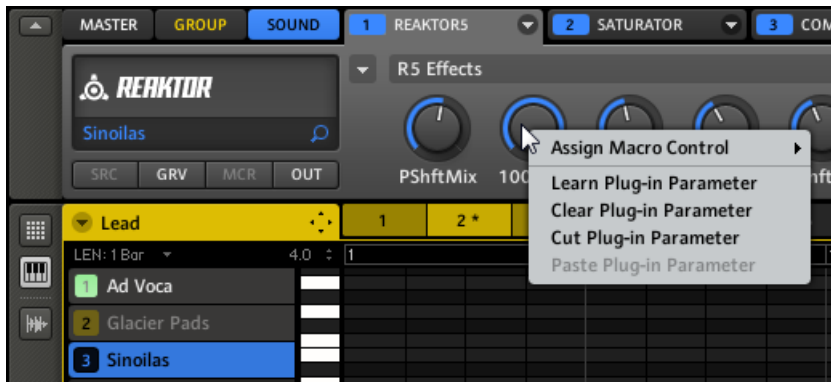 MASTER GROUP SOUND 1 REAKTOR5 2 SATURATOR 3 COM
REAKTOR
R5 Effects
Sinoilas
SRC GRV MCR OUT
PShftMix 100
Assign Macro Control
Learn Plug-in Parameter
Clear Plug-in Parameter
Cut Plug-in Parameter
Paste Plug-in Parameter
Lead 1 2 *
LEN: 1 Bar 4.0 1
1 Ad Voca
2 Glacier Pads
3 Sinoilas